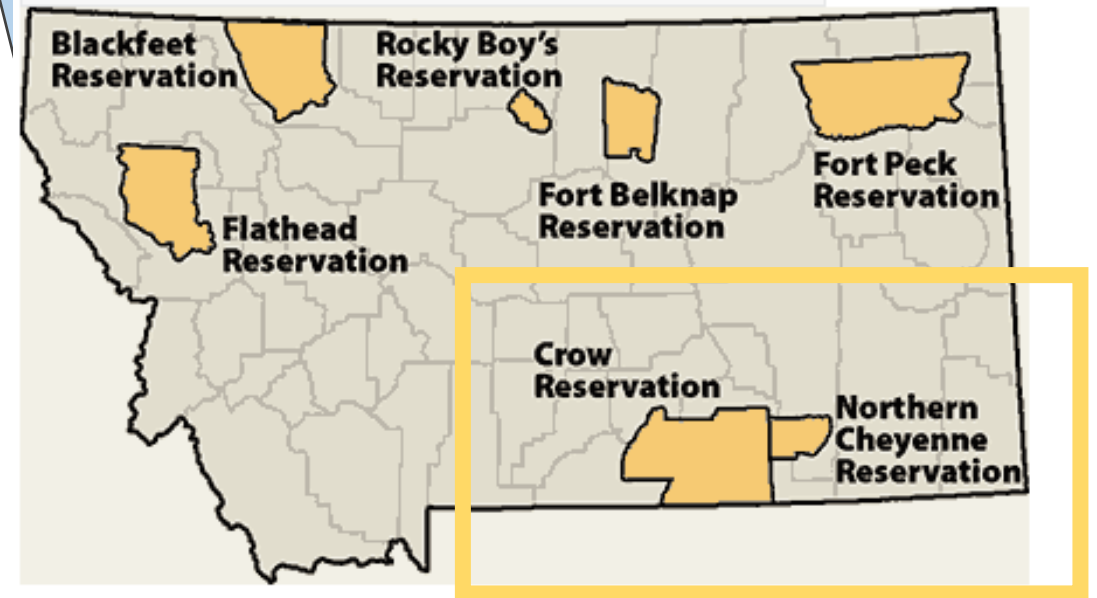 Blackfeet
Reservation
Rocky Boy's
Reservation
Fort Peck
Reservation
Fort Belknap
Reservation
Flathead
Reservation
Crow
Reservation
Northern
Cheyenne
Reservation